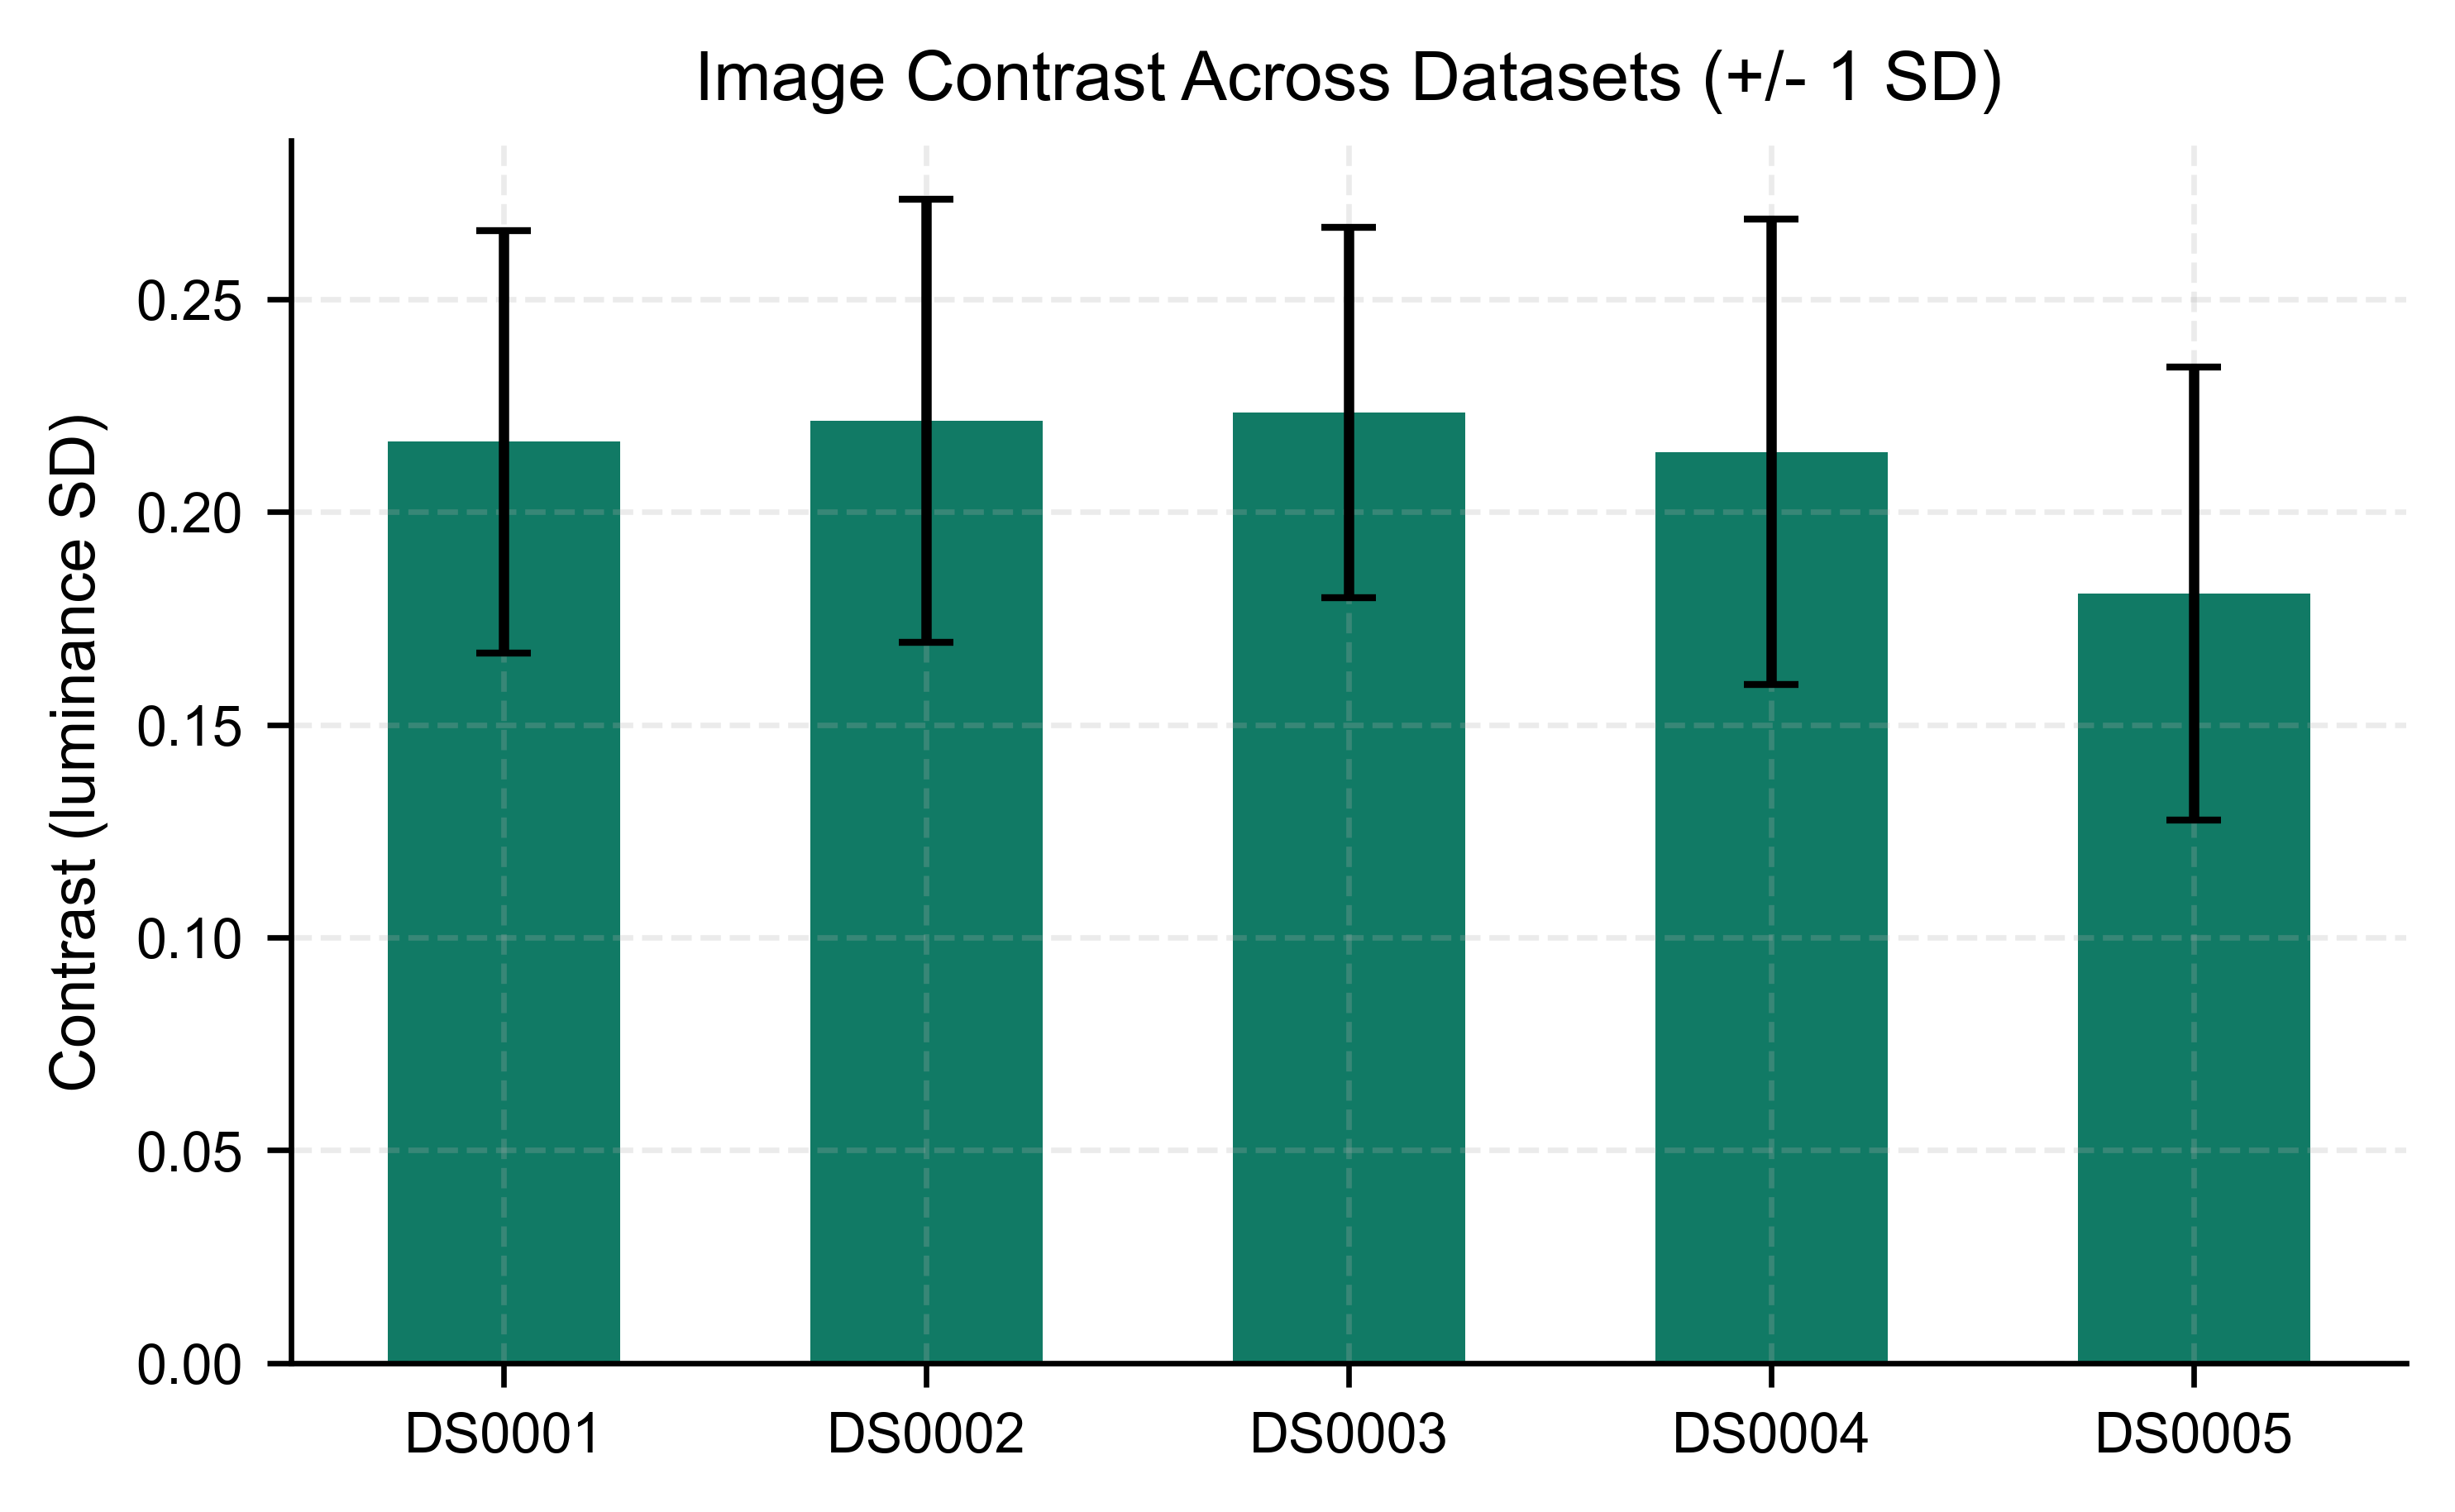 Image Contrast Across Datasets (+/- 1 SD)
Contrast (luminance SD)
0.25
0.20
0.15
0.10
0.05
0.00
DS0001 DS0002 DS0003 DS0004 DS0005